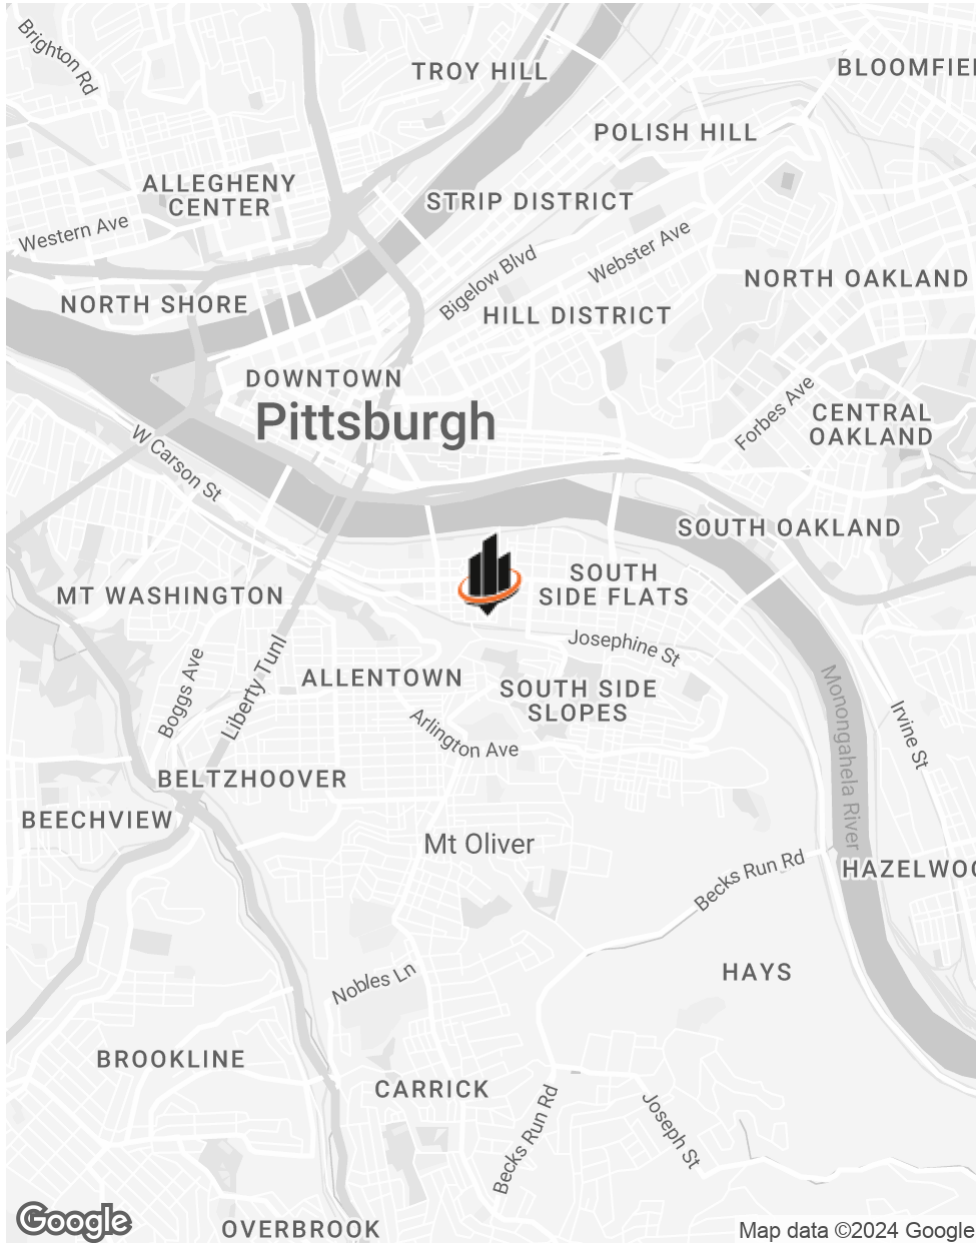 Brighton Rd
TROY HILL
BLOOMFIE
POLISH HILL
ALLEGHENY
CENTER
STRIP DISTRICT
Western Ave
Webster Ave
Bigelow Blvd
NORTH OAKLAND
NORTH SHORE
HILL DISTRICT
DOWNTOWN
Pittsburgh
Forbes Ave
CENTRAL
OAKLAND
W Carson St
SOUTH OAKLAND
SOUTH
SIDE FLATS
MT WASHINGTON
Josephine St
Boggs Ave
Liberty Tunl
ALLENTOWN
SOUTH SIDE
SLOPES
Monongahela River
Irvine St
Arlington Ave
BELTZHOOVER
BEECHVIEW
Mt Oliver
Becks Run Rd
HAZELWOO
HAYS
Nobles Ln
BROOKLINE
CARRICK
Becks Run Rd
Joseph St
Google
OVERBROOK
Map data ©2024 Google